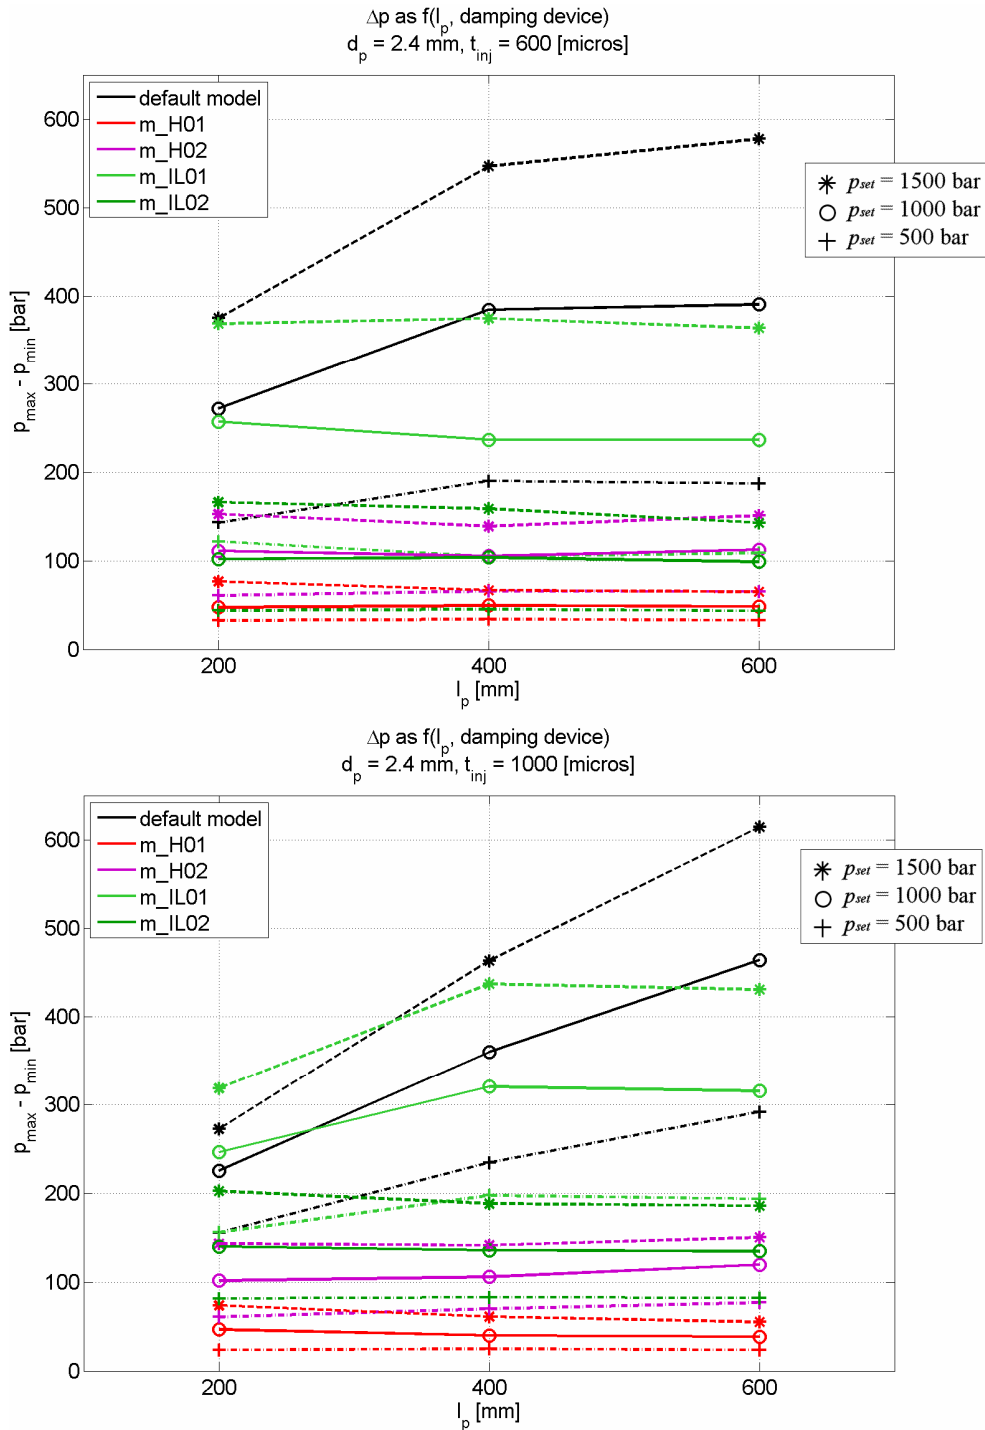 Δp as f(l_p, damping device)
d_p = 2.4 mm, t_inj = 600 [micros]
default model
m_H01
m_H02
m_IL01
m_IL02
p_set = 1500 bar
p_set = 1000 bar
p_set = 500 bar
p_max - p_min [bar]
600
500
400
300
200
100
0
200 400 600
l_p [mm]
Δp as f(l_p, damping device)
d_p = 2.4 mm, t_inj = 1000 [micros]
default model
m_H01
m_H02
m_IL01
m_IL02
p_set = 1500 bar
p_set = 1000 bar
p_set = 500 bar
p_max - p_min [bar]
600
500
400
300
200
100
0
200 400 600
l_p [mm]